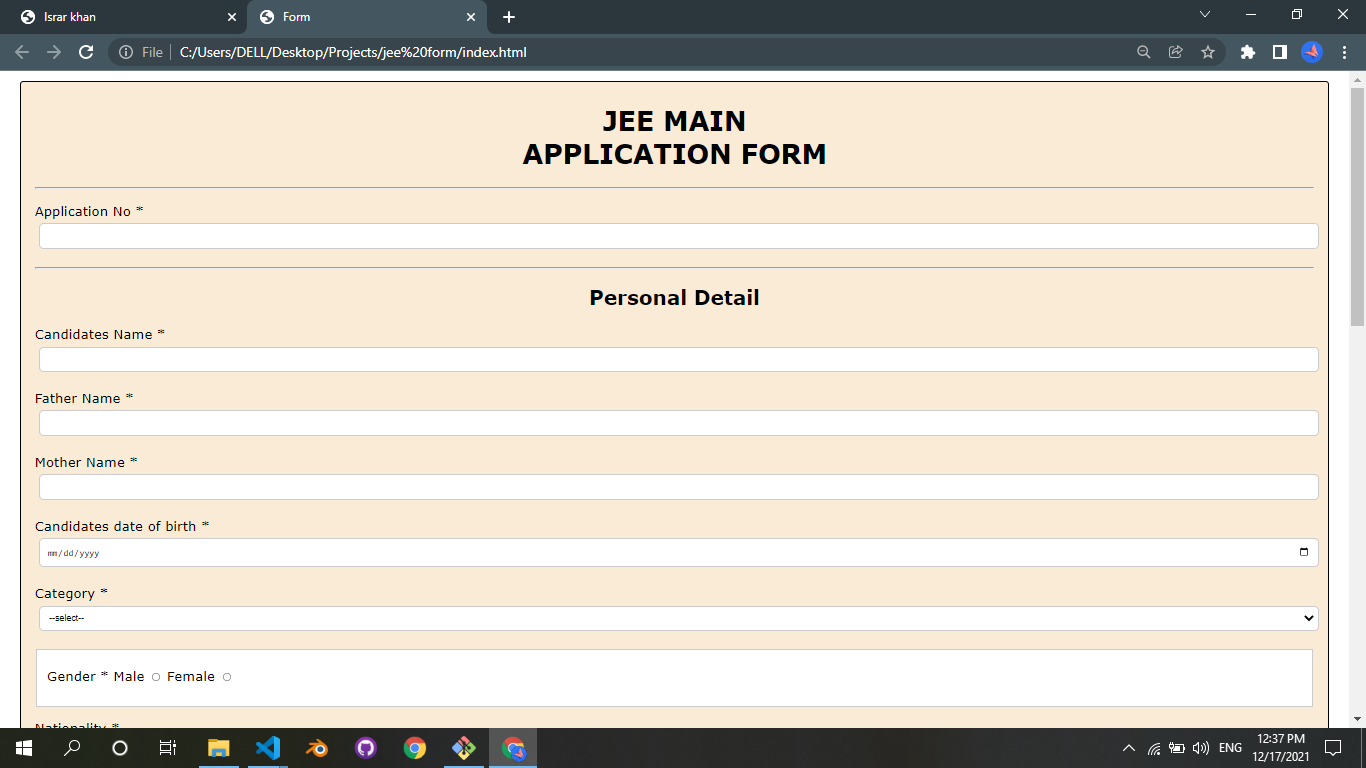 Israr khan
Form
File
C:/Users/DELL/Desktop/Projects/jee%20form/index.html
JEE MAIN
APPLICATION FORM
Application No *
Personal Detail
Candidates Name *
Father Name *
Mother Name *
Candidates date of birth *
mm/dd/yyyy
Category *
--select--
Gender * Male Female
Nationality *
ENG
12:37 PM
12/17/2021